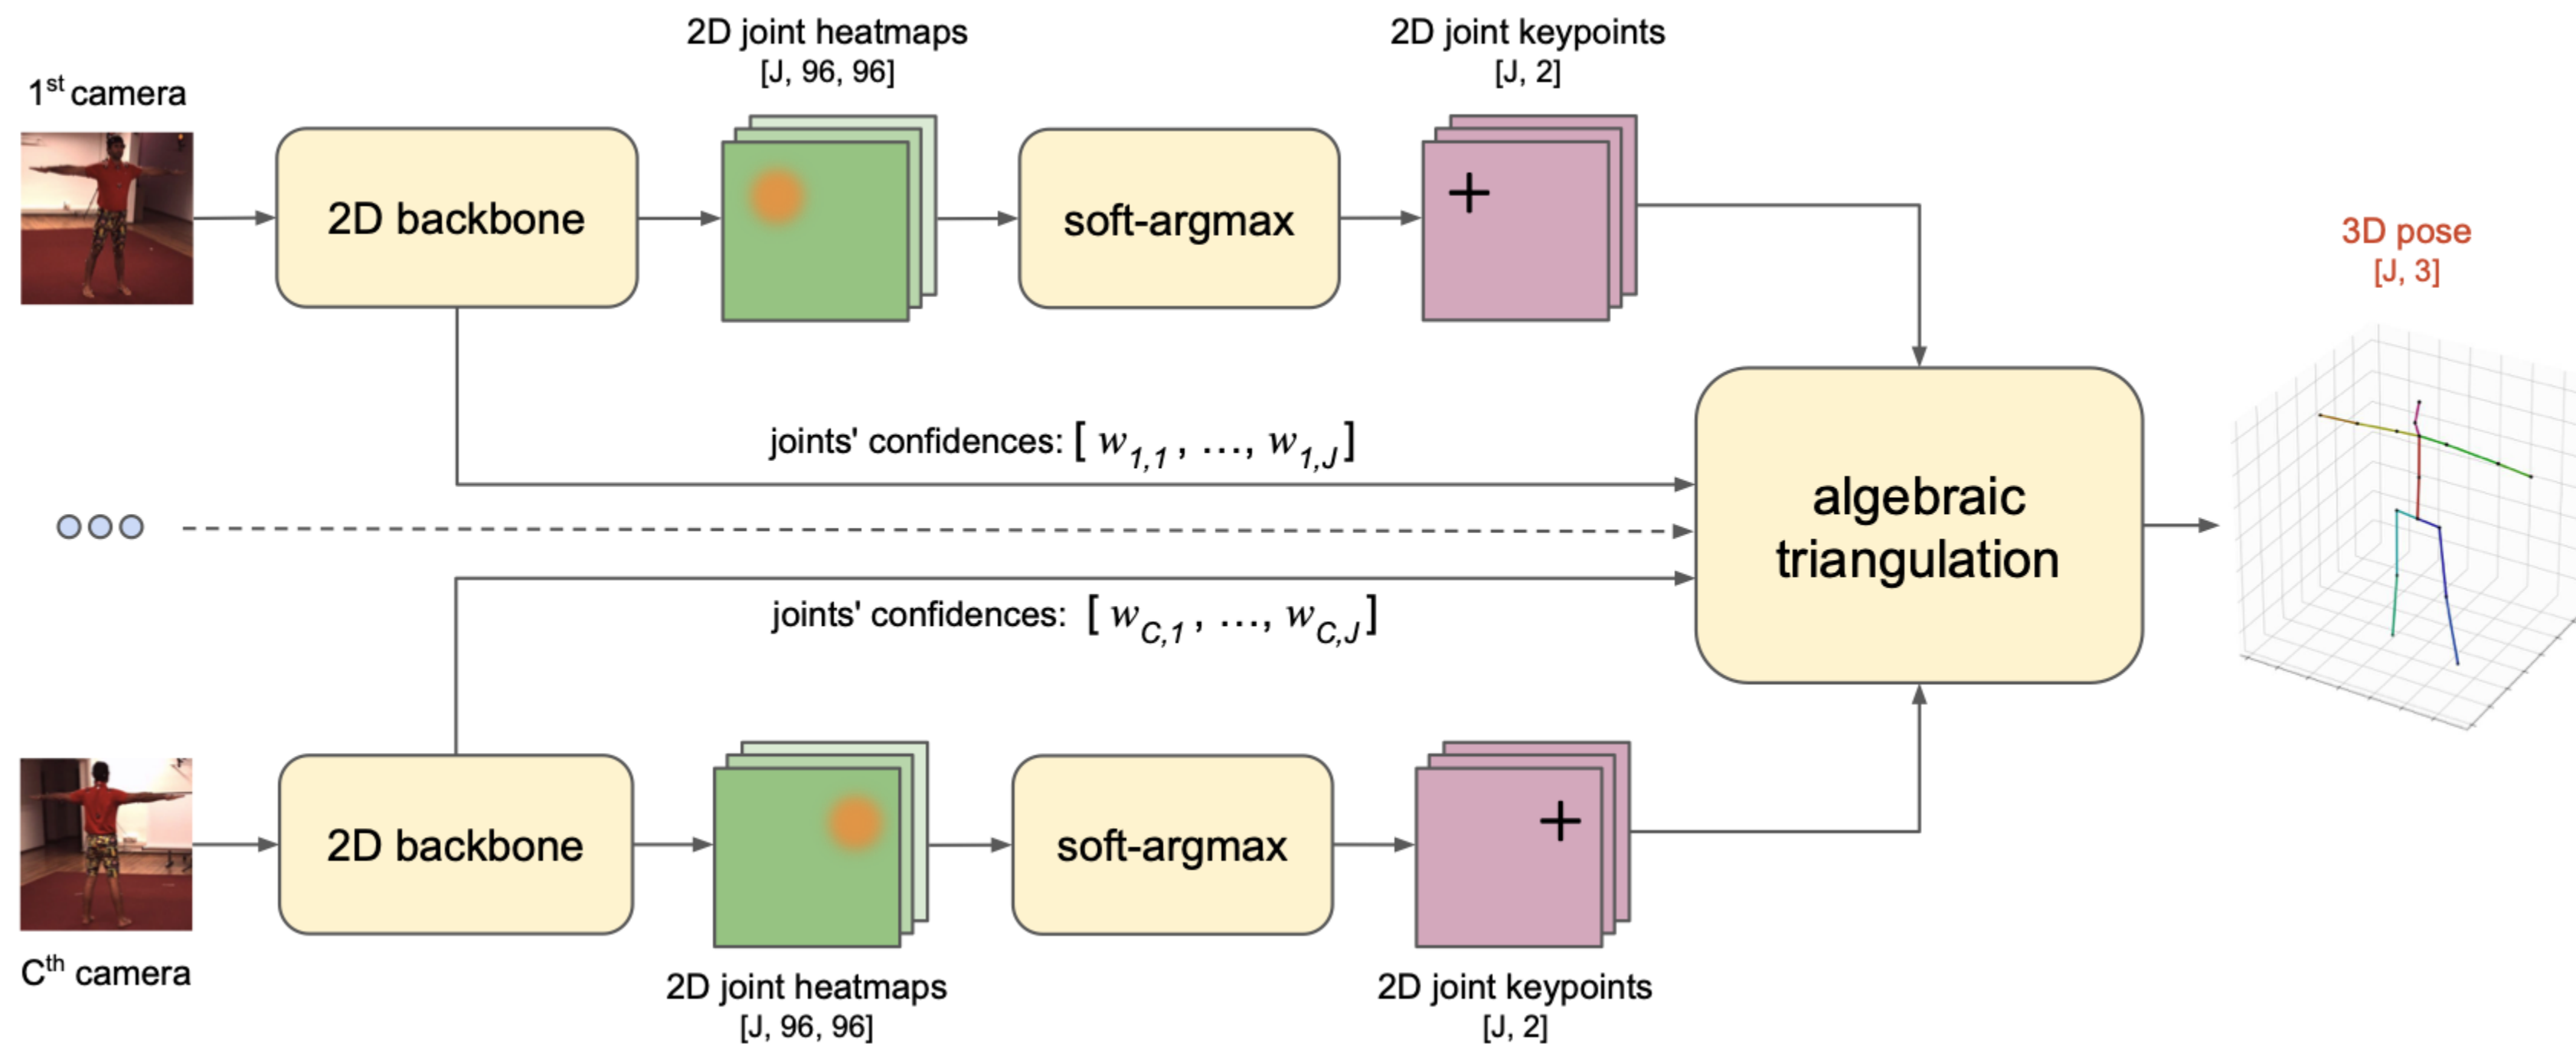 2D joint heatmaps
[J, 96, 96]
2D joint keypoints
[J, 2]
1st camera
2D backbone
soft-argmax
3D pose
[J, 3]
joints' confidences: [ w1,1 , ..., w1,J ]
algebraic
triangulation
joints' confidences: [ wC,1 , ..., wC,J ]
2D backbone
soft-argmax
Cth camera
2D joint heatmaps
[J, 96, 96]
2D joint keypoints
[J, 2]